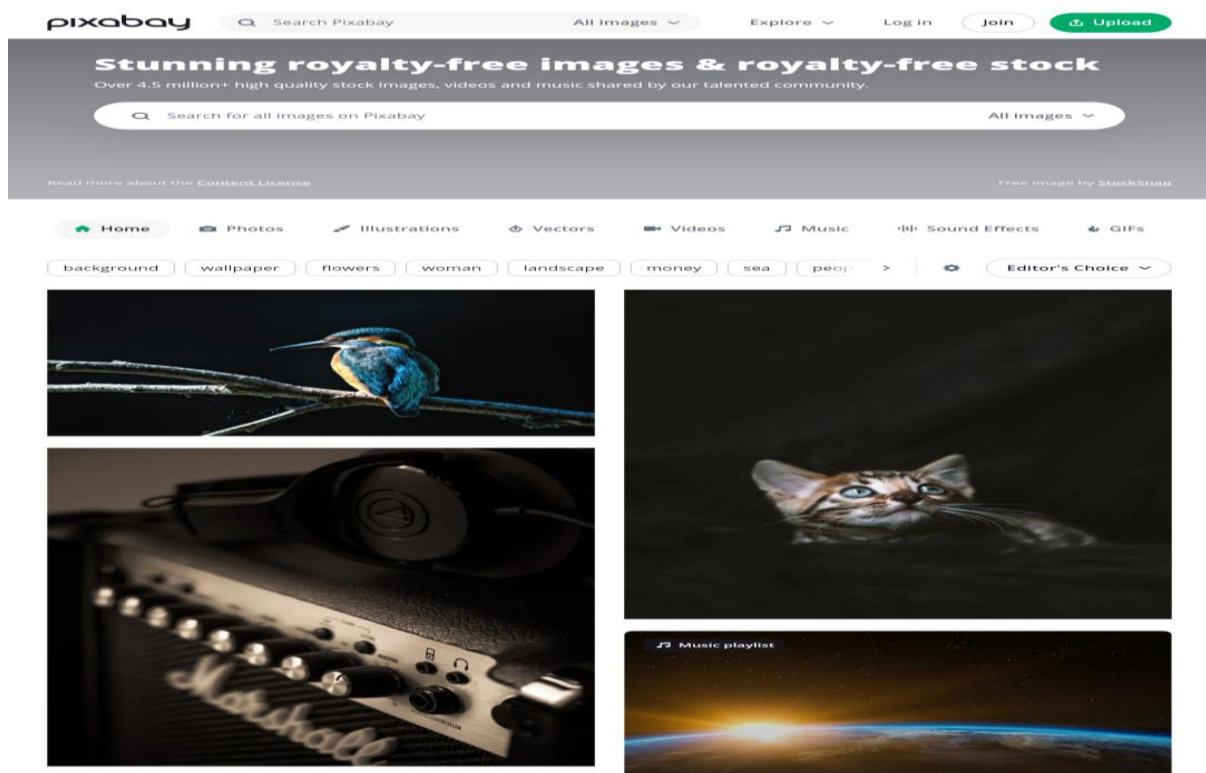 pixabay
Search Pixabay
All images
Explore
Log in
Join
Upload
Stunning royalty-free images & royalty-free stock
Over 4.5 million+ high quality stock images, videos and music shared by our talented community.
Search for all images on Pixabay
All images
Read more about the Content License
Free image by StockSnap
Home
Photos
Illustrations
Vectors
Videos
Music
Sound Effects
GIFs
background
wallpaper
flowers
woman
landscape
money
sea
peop
Editor's Choice
Marshall
Music playlist